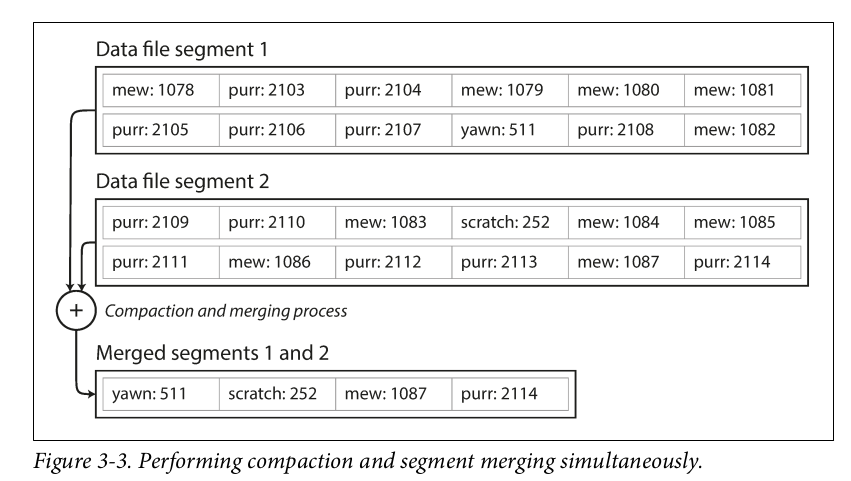 Data file segment 1
mew: 1078 purr: 2103 purr: 2104 mew: 1079 mew: 1080 mew: 1081
purr: 2105 purr: 2106 purr: 2107 yawn: 511 purr: 2108 mew: 1082
Data file segment 2
purr: 2109 purr: 2110 mew: 1083 scratch: 252 mew: 1084 mew: 1085
purr: 2111 mew: 1086 purr: 2112 purr: 2113 mew: 1087 purr: 2114
+ Compaction and merging process
Merged segments 1 and 2
yawn: 511 scratch: 252 mew: 1087 purr: 2114
Figure 3-3. Performing compaction and segment merging simultaneously.